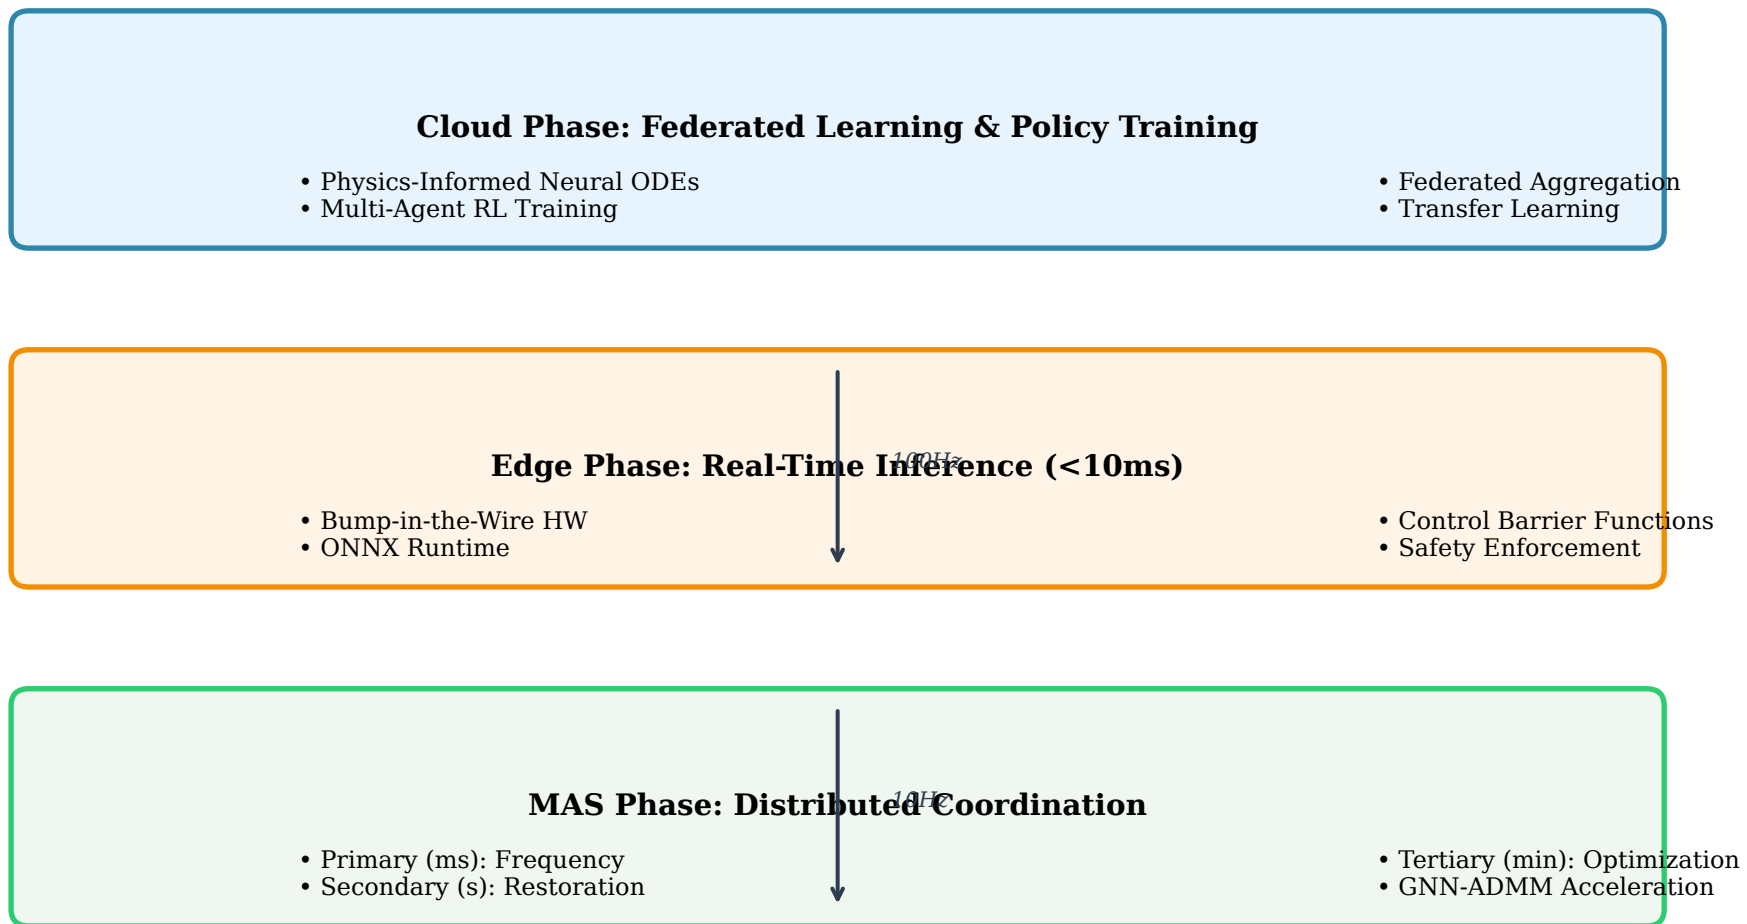 Cloud Phase: Federated Learning & Policy Training
• Physics-Informed Neural ODEs
• Multi-Agent RL Training
• Federated Aggregation
• Transfer Learning
Edge Phase: Real-Time Inference (<10ms)
100Hz
• Bump-in-the-Wire HW
• ONNX Runtime
• Control Barrier Functions
• Safety Enforcement
MAS Phase: Distributed Coordination
10Hz
• Primary (ms): Frequency
• Secondary (s): Restoration
• Tertiary (min): Optimization
• GNN-ADMM Acceleration